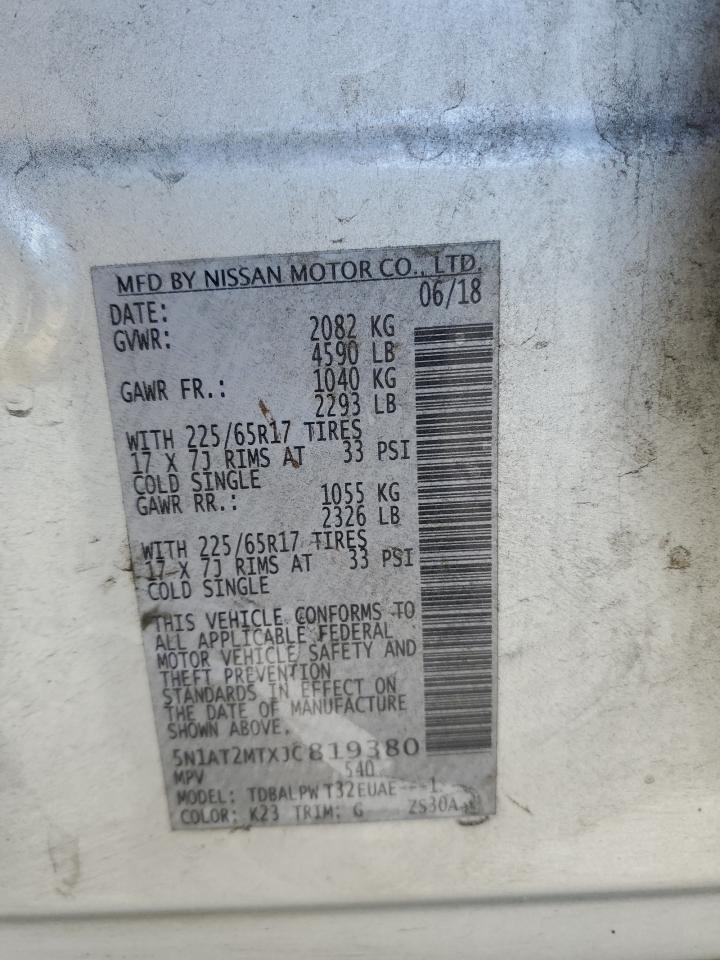 MFD BY NISSAN MOTOR CO., LTD.
DATE: 06/18
GVWR: 2082 KG
4590 LB
GAWR FR.: 1040 KG
2293 LB
WITH 225/65R17 TIRES
17 X 7J RIMS AT 33 PSI
COLD SINGLE
GAWR RR.: 1055 KG
2326 LB
WITH 225/65R17 TIRES
17 X 7J RIMS AT 33 PSI
COLD SINGLE
THIS VEHICLE CONFORMS TO
ALL APPLICABLE FEDERAL
MOTOR VEHICLE SAFETY AND
THEFT PREVENTION
STANDARDS IN EFFECT ON
THE DATE OF MANUFACTURE
SHOWN ABOVE.
5N1AT2MTXJC819380
MPV 540
MODEL: TDBALPW T32EUAE---1
COLOR: K23 TRIM: G ZS30A